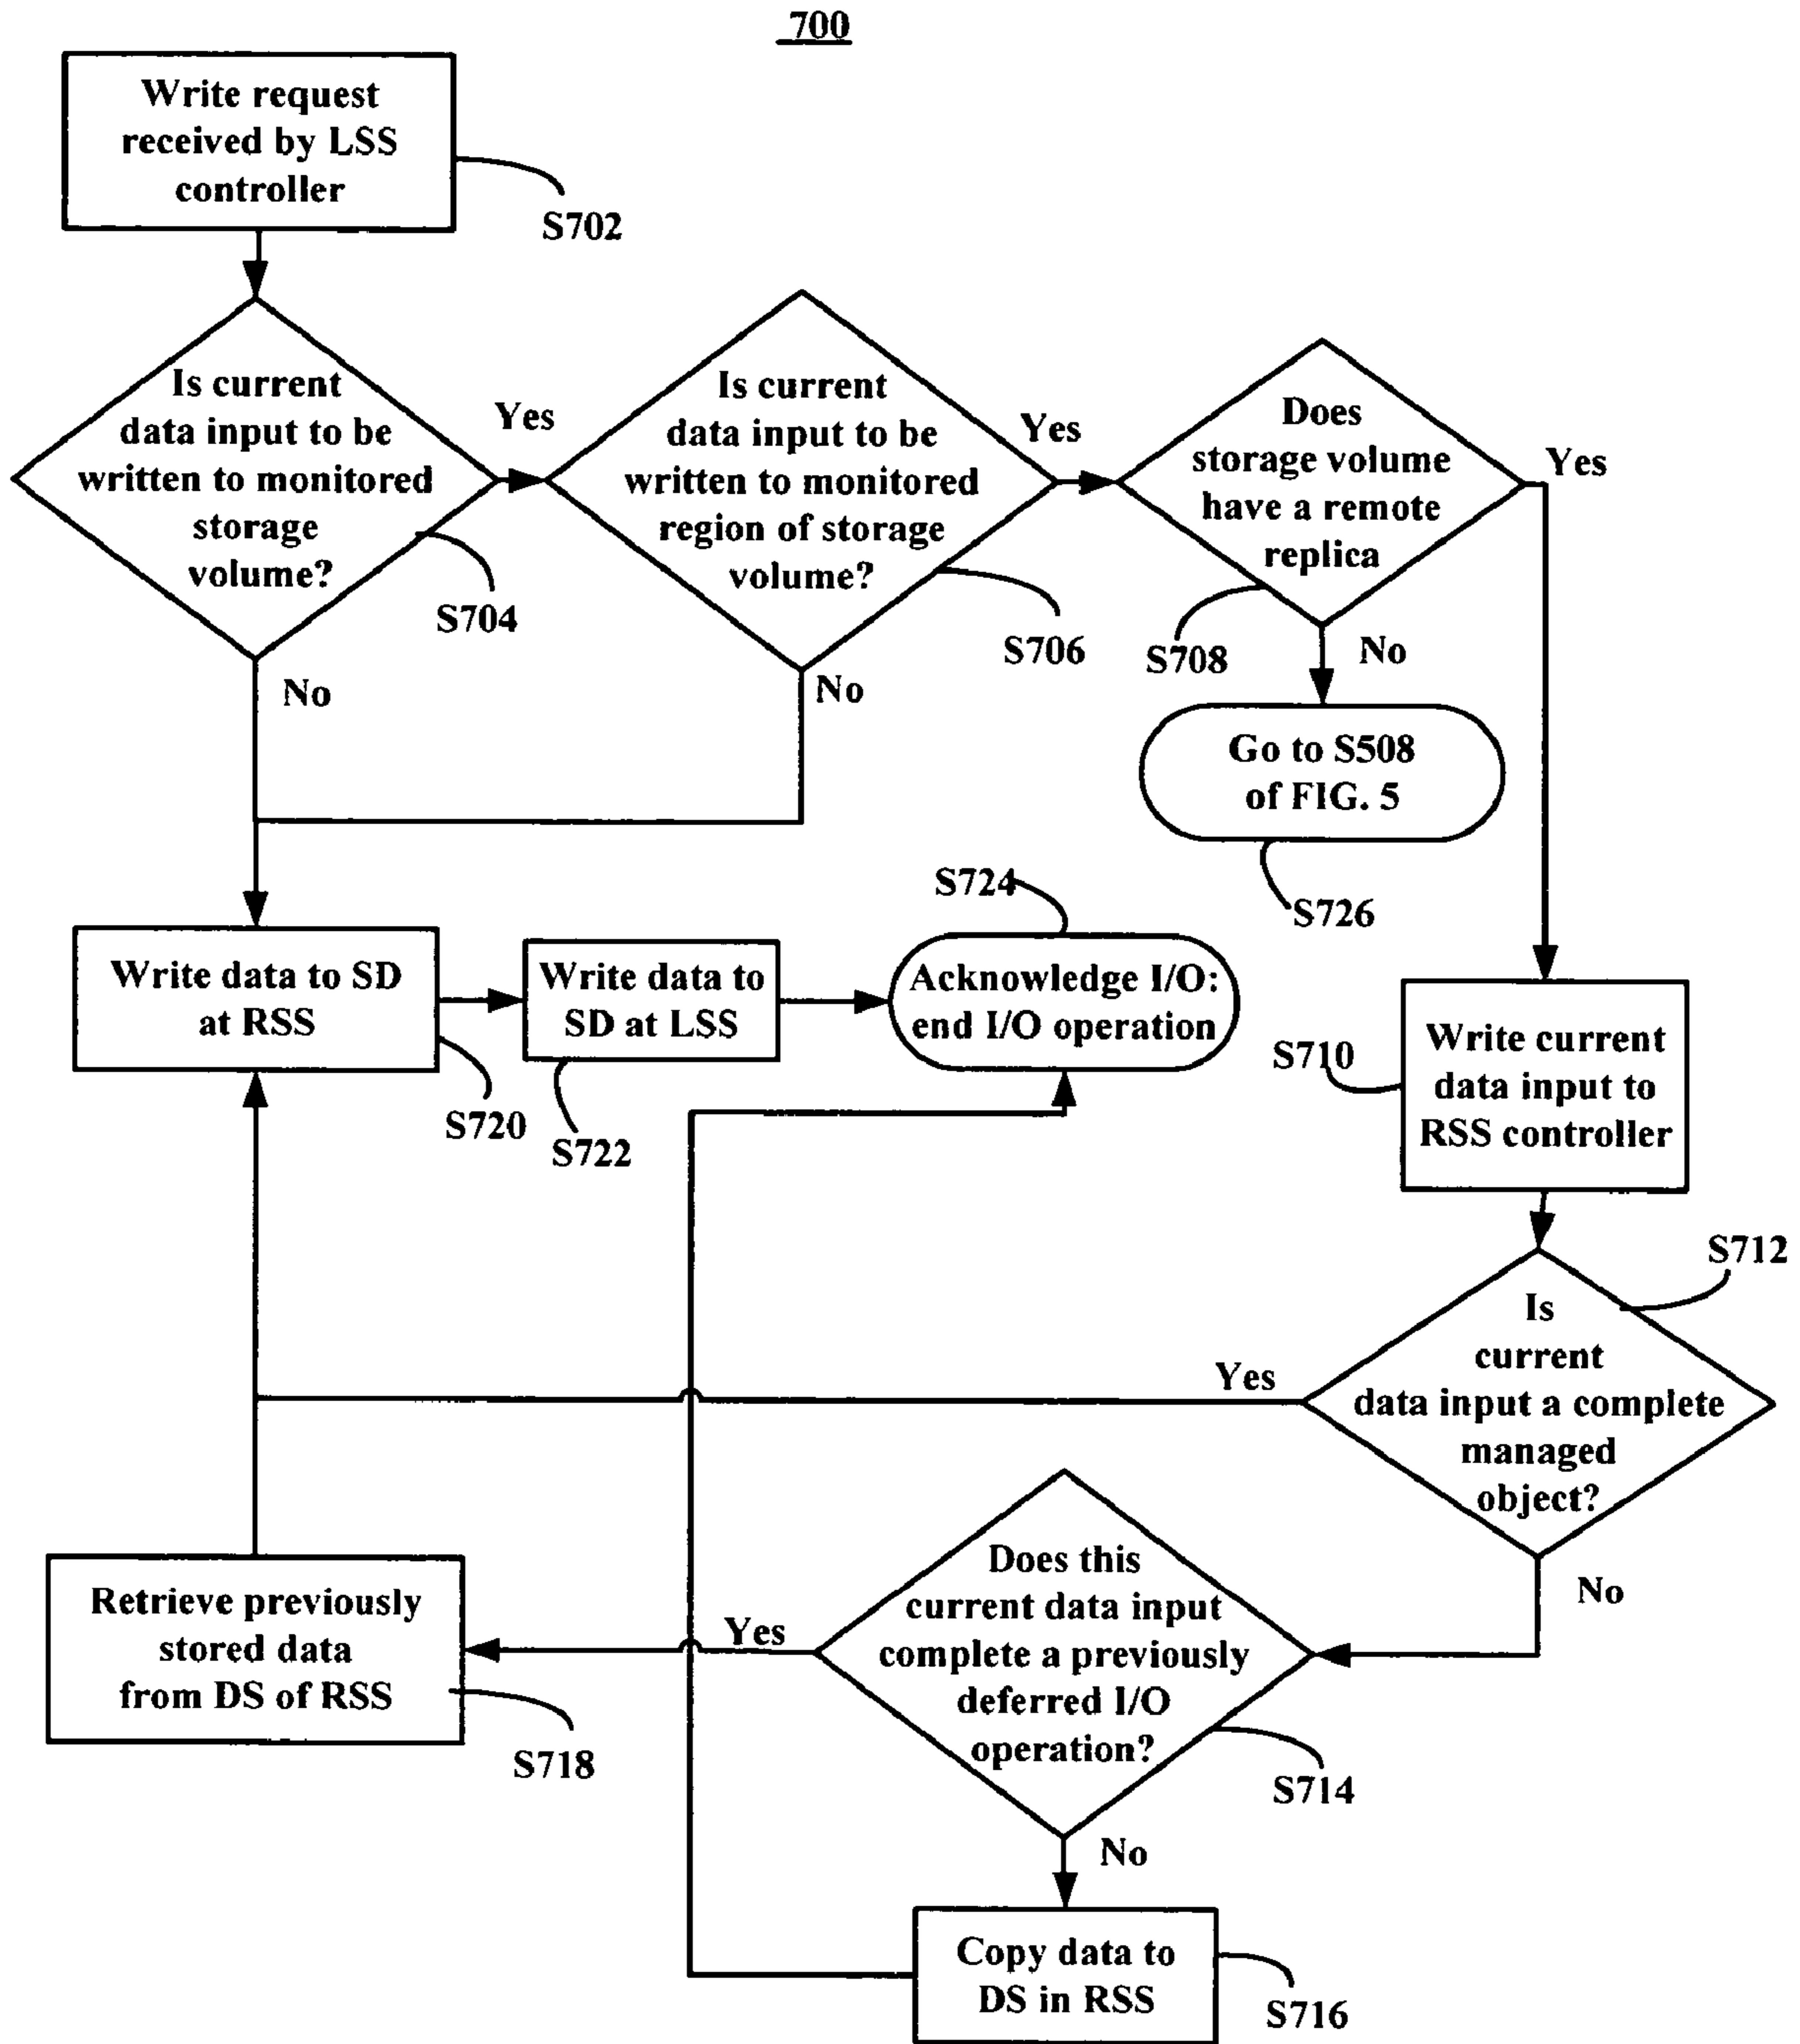 700
Write request
received by LSS
controller
S702
Is current
data input to be
written to monitored
storage
volume?
S704
Yes
No
Is current
data input to be
written to monitored
region of storage
volume?
S706
Yes
No
Does
storage volume
have a remote
replica
S708
Yes
No
Go to S508
of FIG. 5
S726
S724
Write data to SD
at RSS
S720
Write data to
SD at LSS
S722
Acknowledge I/O:
end I/O operation
S710
Write current
data input to
RSS controller
S712
Is
current
data input a complete
managed
object?
Yes
No
Does this
current data input
complete a previously
deferred I/O
operation?
S714
Yes
No
Retrieve previously
stored data
from DS of RSS
S718
Copy data to
DS in RSS
S716